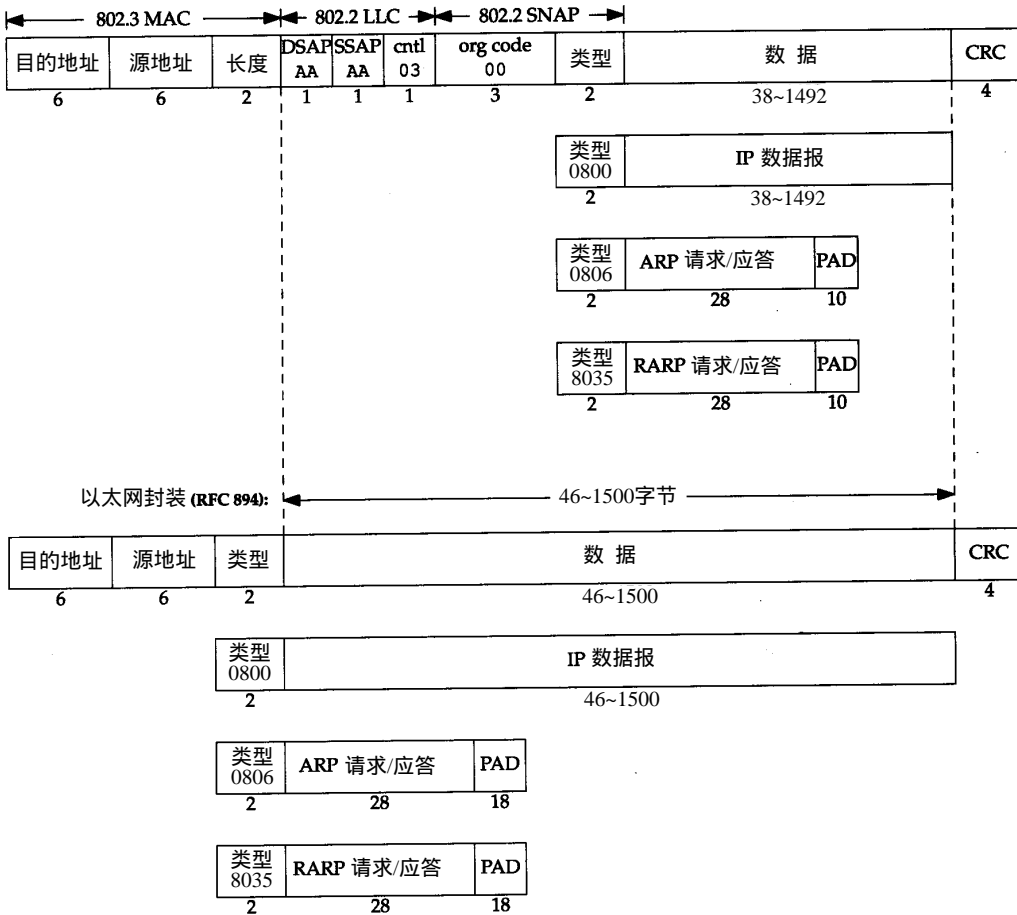 802.3 MAC 802.2 LLC 802.2 SNAP
目的地址 源地址 长度 DSAP AA SSAP AA cntl 03 org code 00 类型 数 据 CRC
6 6 2 1 1 1 3 2 38~1492 4
类型 0800 IP 数据报
2 38~1492
类型 0806 ARP 请求/应答 PAD
2 28 10
类型 8035 RARP 请求/应答 PAD
2 28 10
以太网封装 (RFC 894): 46~1500字节
目的地址 源地址 类型 数 据 CRC
6 6 2 46~1500 4
类型 0800 IP 数据报
2 46~1500
类型 0806 ARP 请求/应答 PAD
2 28 18
类型 8035 RARP 请求/应答 PAD
2 28 18